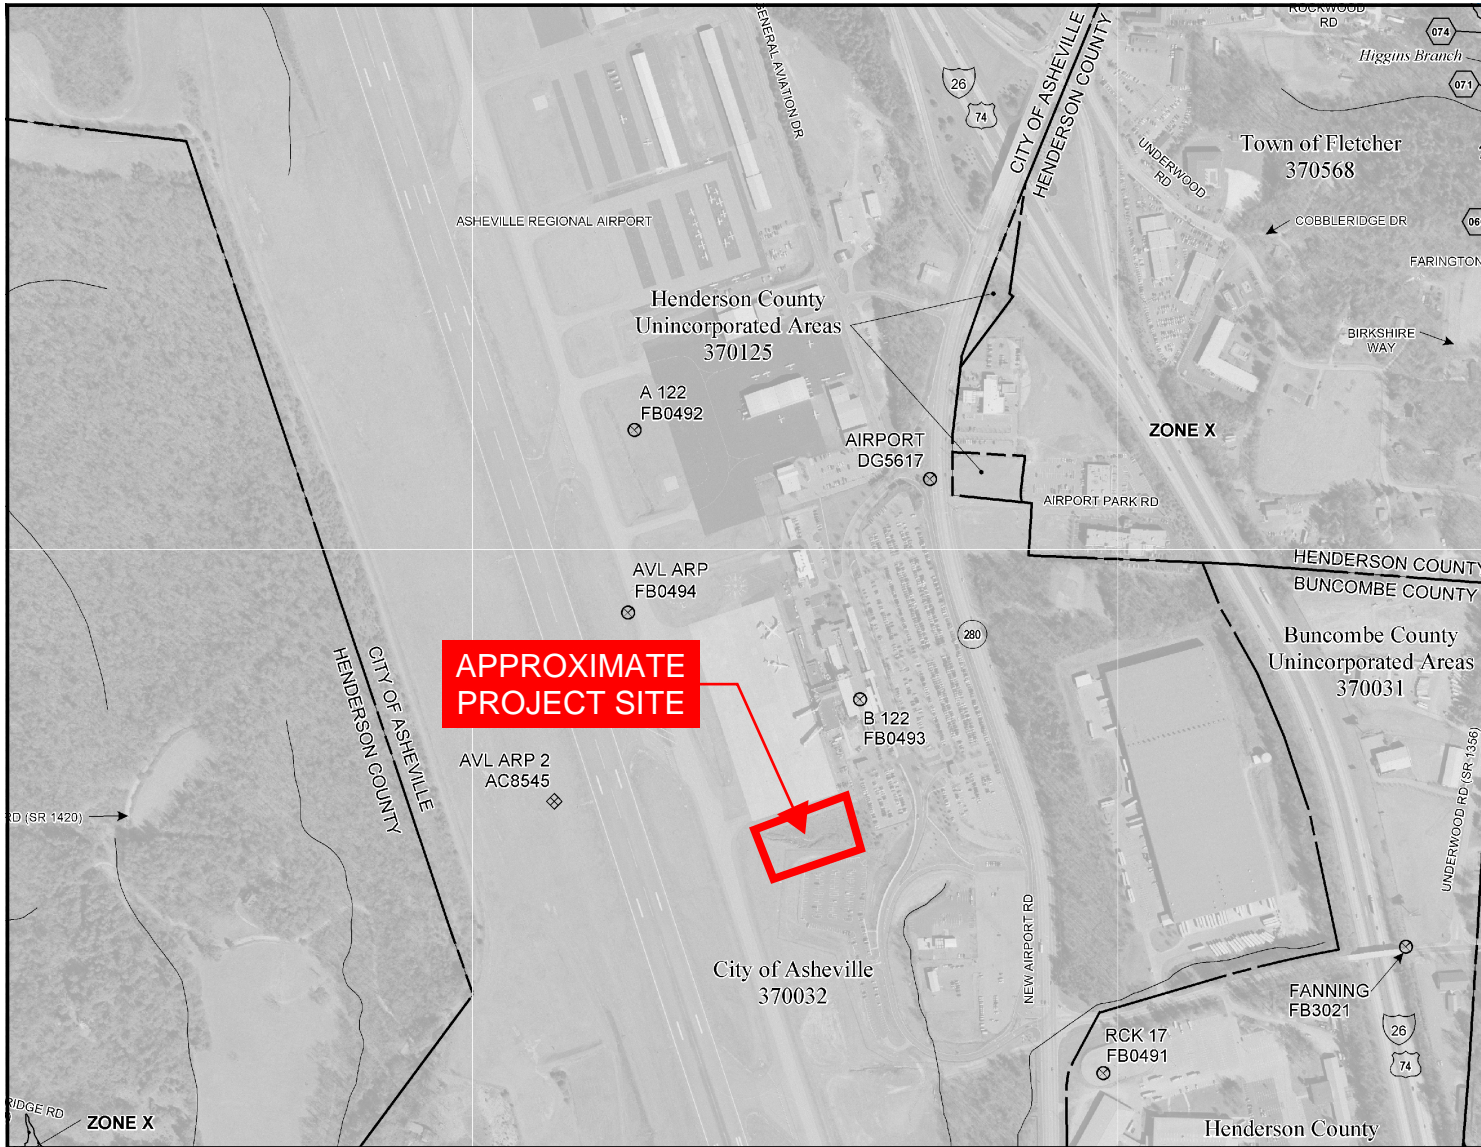 ROCKWOOD
RD
074
Higgins Branch
071
GENERAL AVIATION DR
26
74
CITY OF ASHEVILLE
HENDERSON COUNTY
UNDERWOOD
RD
Town of Fletcher
370568
ASHEVILLE REGIONAL AIRPORT
COBBLERIDGE DR
06
FARINGTON
Henderson County
Unincorporated Areas
370125
BIRKSHIRE
WAY
A 122
FB0492
ZONE X
AIRPORT
DG5617
AIRPORT PARK RD
HENDERSON COUNTY
BUNCOMBE COUNTY
AVL ARP
FB0494
280
Buncombe County
Unincorporated Areas
370031
APPROXIMATE
PROJECT SITE
CITY OF ASHEVILLE
HENDERSON COUNTY
B 122
FB0493
AVL ARP 2
AC8545
RD (SR 1420)
UNDERWOOD RD (SR 1356)
NEW AIRPORT RD
City of Asheville
370032
FANNING
FB3021
26
74
RCK 17
FB0491
RIDGE RD
ZONE X
Henderson County